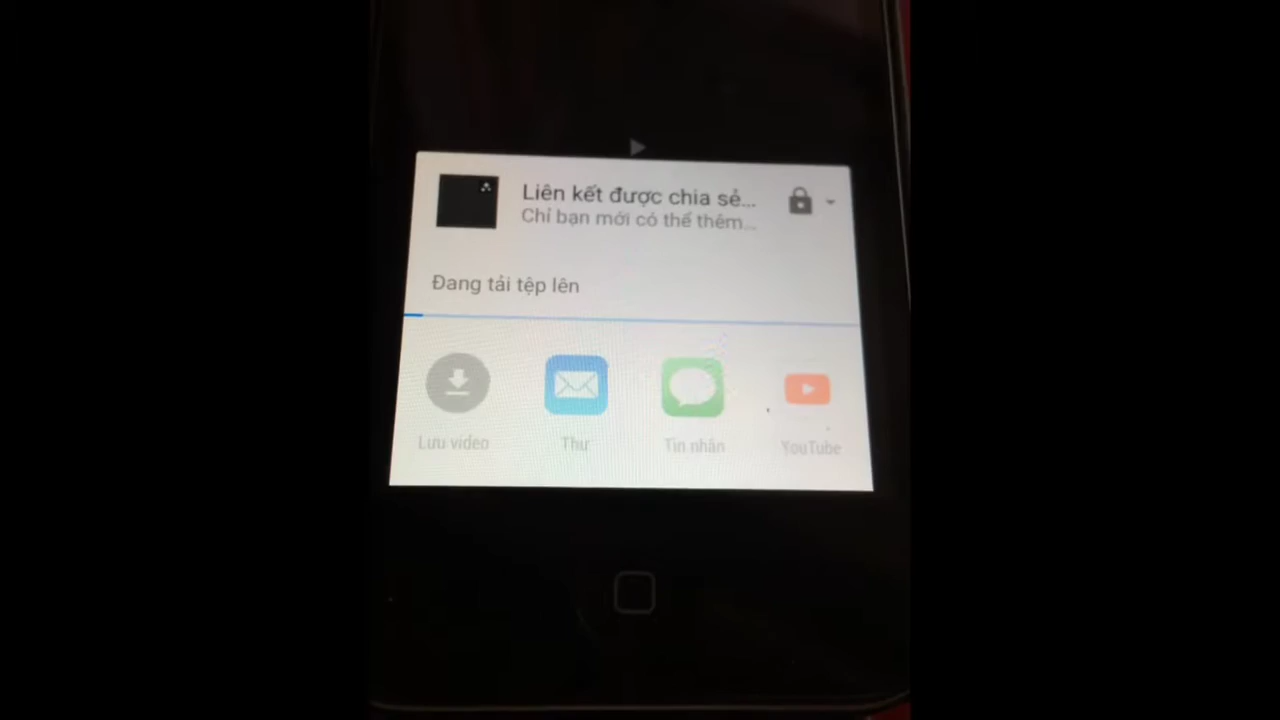 Liên kết được chia sẻ...
Chỉ bạn mới có thể thêm...
Đang tải tệp lên
Lưu video
Thư
Tin nhắn
YouTube